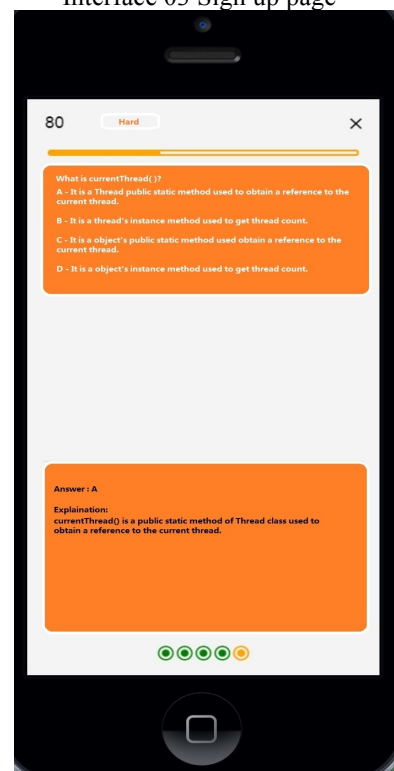 Interface 03 Sign up page
80
Hard
What is currentThread( )?
A - It is a Thread public static method used to obtain a reference to the
current thread.
B - It is a thread's instance method used to get thread count.
C - It is a object's public static method used obtain a reference to the
current thread.
D - It is a object's instance method used to get thread count.
Answer : A
Explaination:
currentThread() is a public static method of Thread class used to
obtain a reference to the current thread.